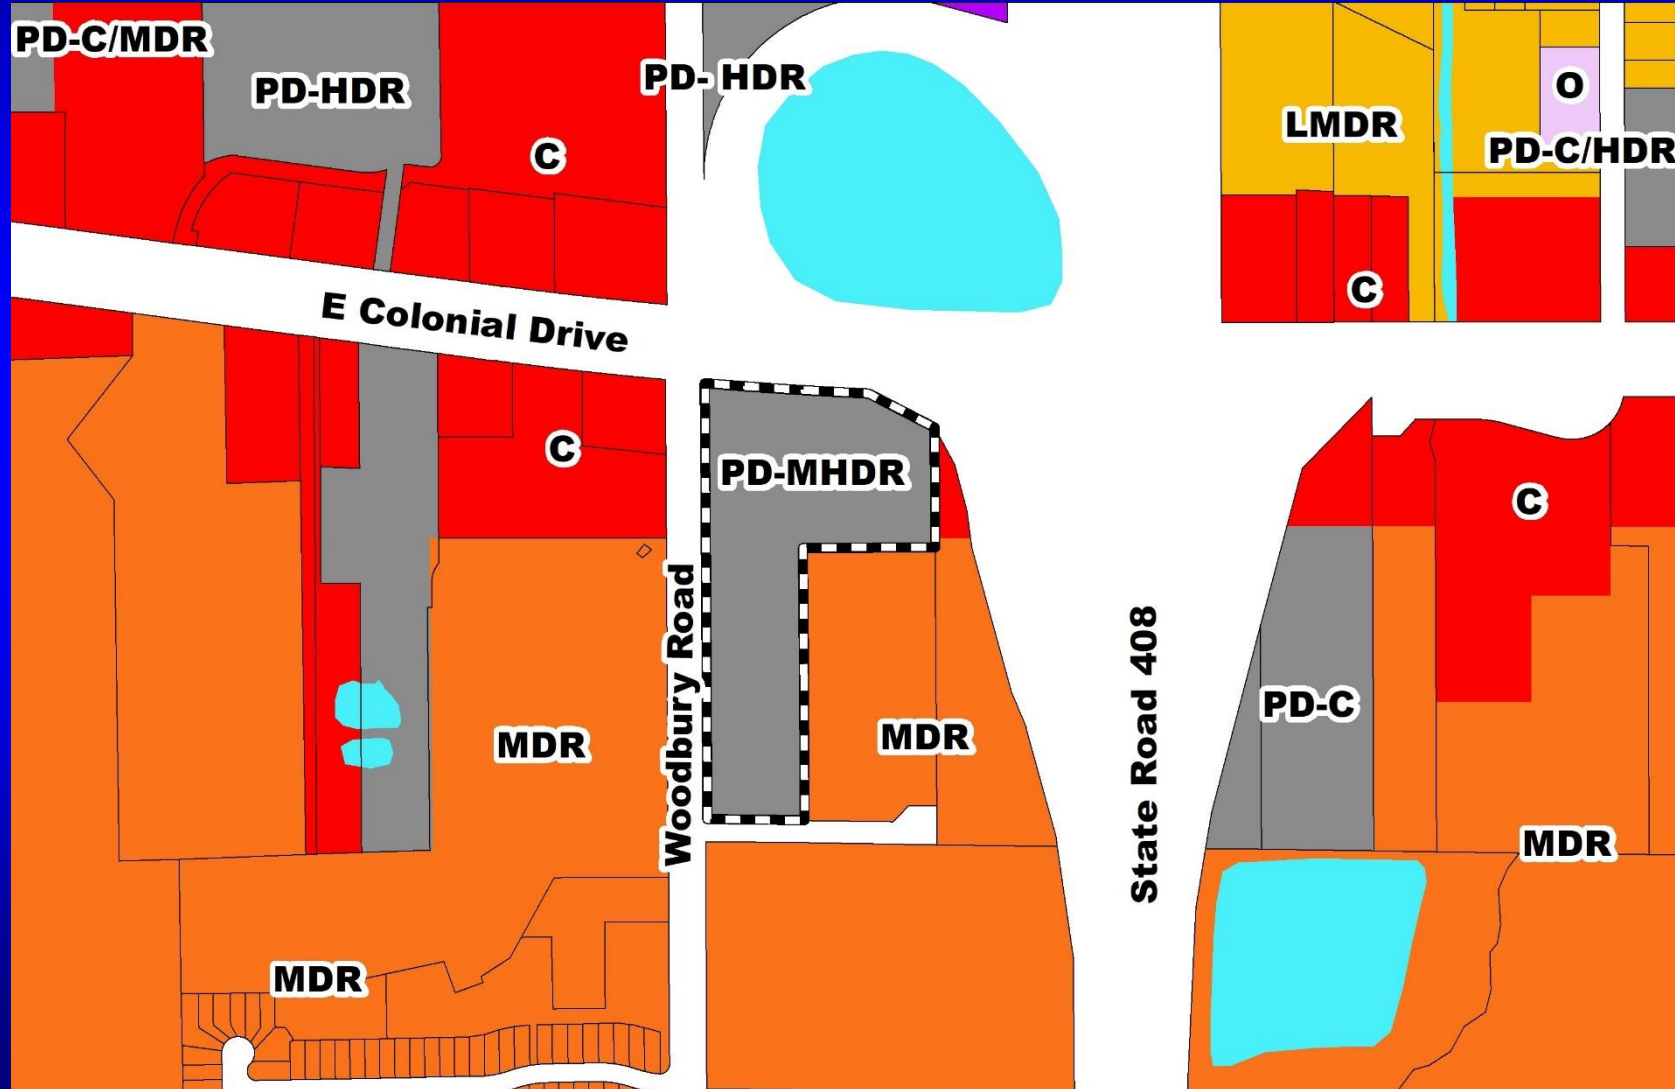 PD-C/MDR
PD-HDR
PD- HDR
C
LMDR
O
PD-C/HDR
C
E Colonial Drive
C
PD-MHDR
C
Woodbury Road
State Road 408
PD-C
MDR
MDR
MDR
MDR